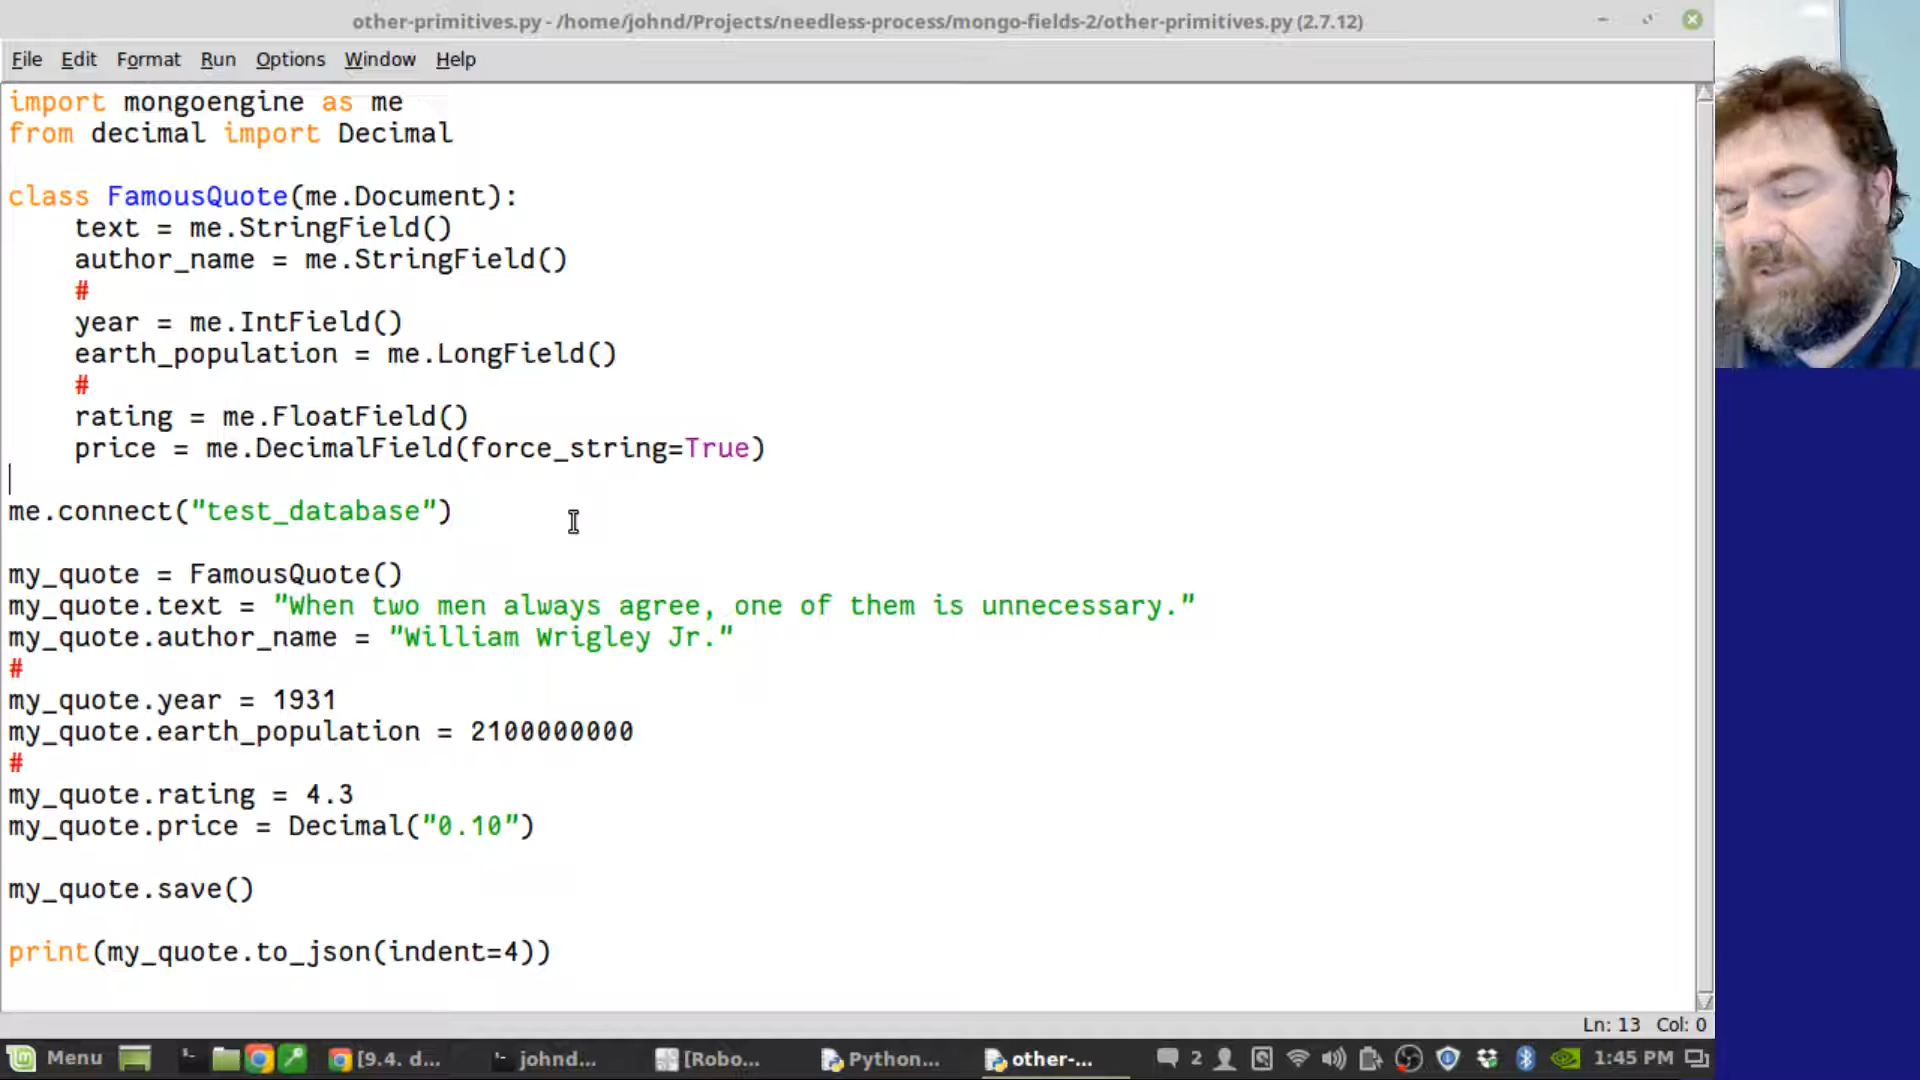 other-primitives.py - /home/johnd/Projects/needless-process/mongo-fields-2/other-primitives.py (2.7.12)
File Edit Format Run Options Window Help
import mongoengine as me
from decimal import Decimal
class FamousQuote(me.Document):
    text = me.StringField()
    author_name = me.StringField()
    #
    year = me.IntField()
    earth_population = me.LongField()
    #
    rating = me.FloatField()
    price = me.DecimalField(force_string=True)
me.connect("test_database")
my_quote = FamousQuote()
my_quote.text = "When two men always agree, one of them is unnecessary."
my_quote.author_name = "William Wrigley Jr."
#
my_quote.year = 1931
my_quote.earth_population = 2100000000
#
my_quote.rating = 4.3
my_quote.price = Decimal("0.10")
my_quote.save()
print(my_quote.to_json(indent=4))
Ln: 13 Col: 0
Menu [9.4. d... johnd... [Robo... Python... other-... 2 1:45 PM